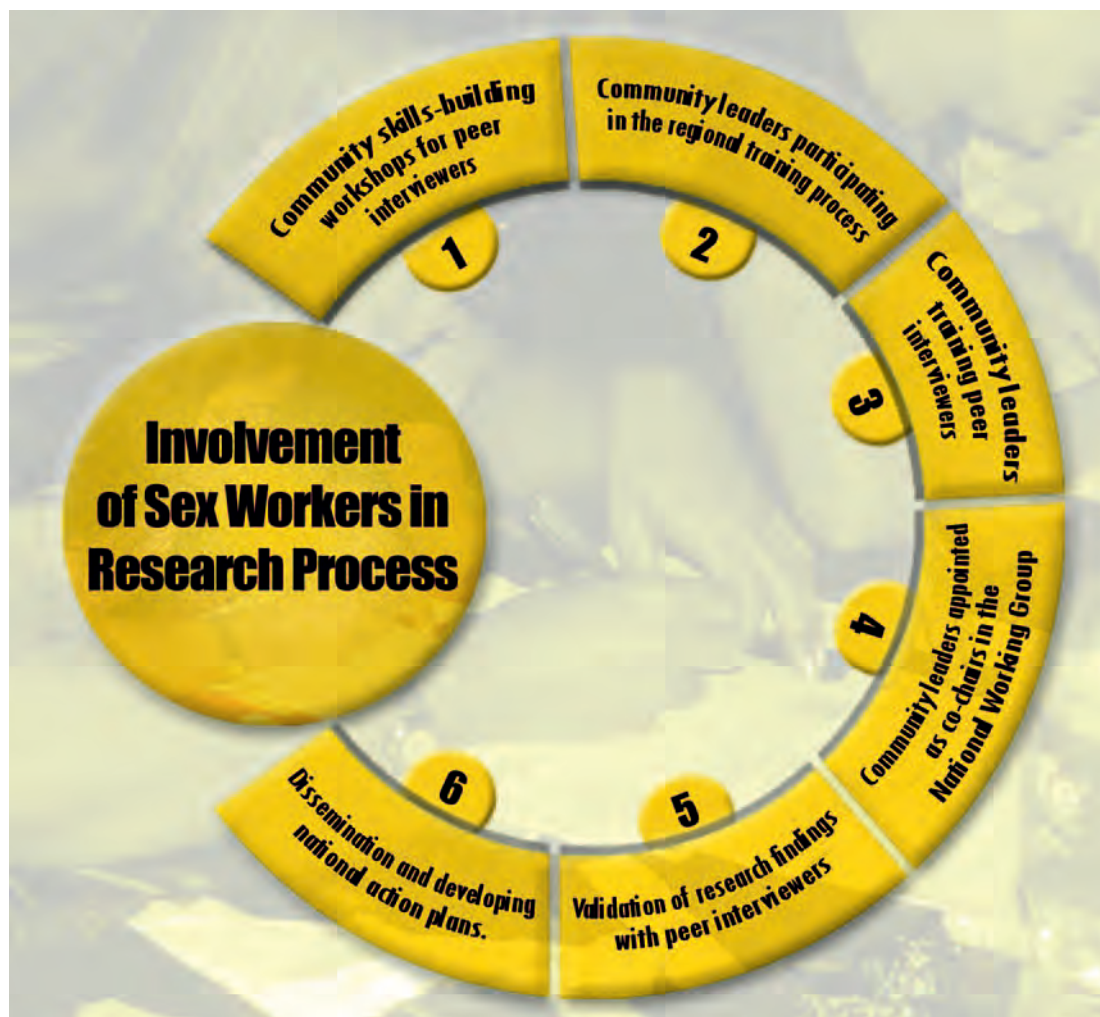 Involvement
of Sex Workers in
Research Process
Community skills-building
workshops for peer
interviewers
1
Community leaders participating
in the regional training process
2
Community leaders
training peer
interviewers
3
Community leaders appointed
as co-chairs in the
National Working Group
4
Validation of research findings
with peer interviewers
5
Dissemination and developing
national action plans.
6